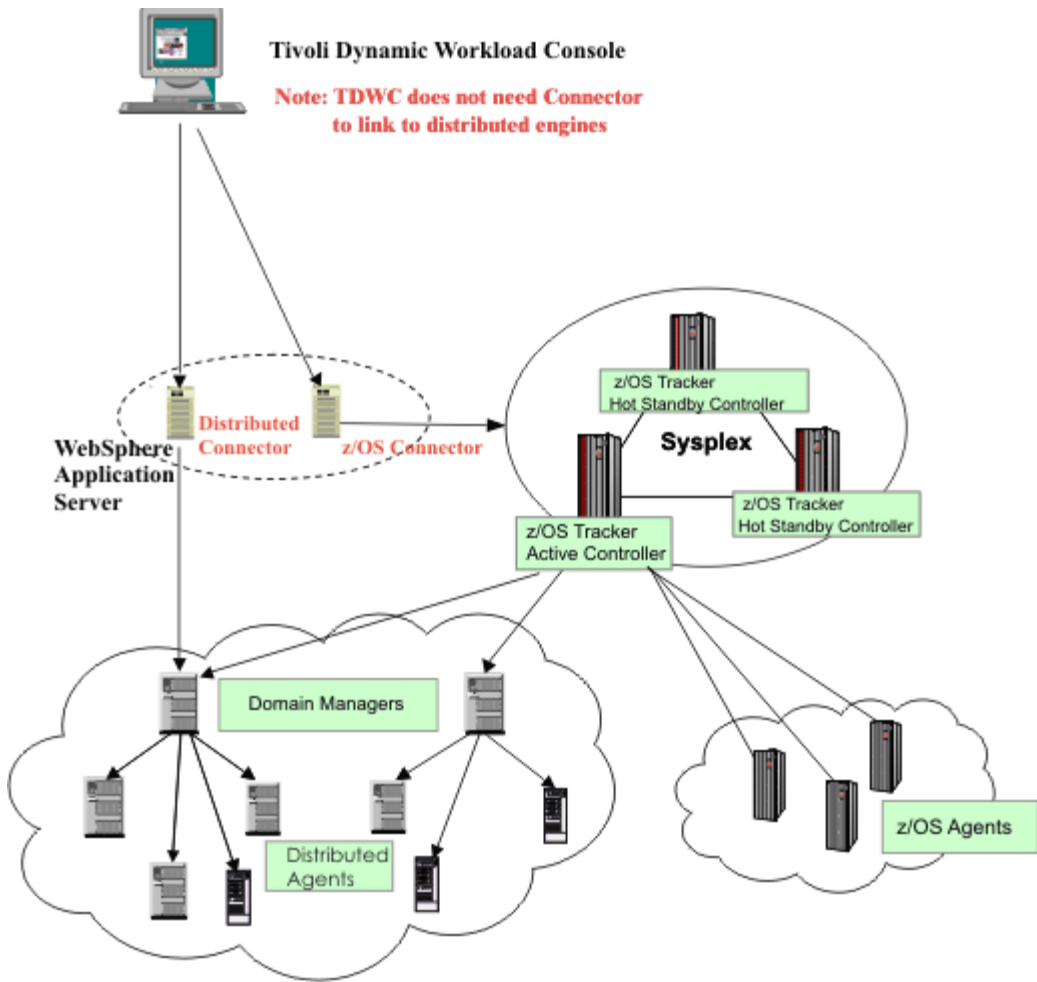 Tivoli Dynamic Workload Console
Note: TDWC does not need Connector
to link to distributed engines
z/OS Tracker
Hot Standby Controller
Distributed
Connector
z/OS Connector
WebSphere
Application
Server
Sysplex
z/OS Tracker
Hot Standby Controller
z/OS Tracker
Active Controller
Domain Managers
Distributed
Agents
z/OS Agents